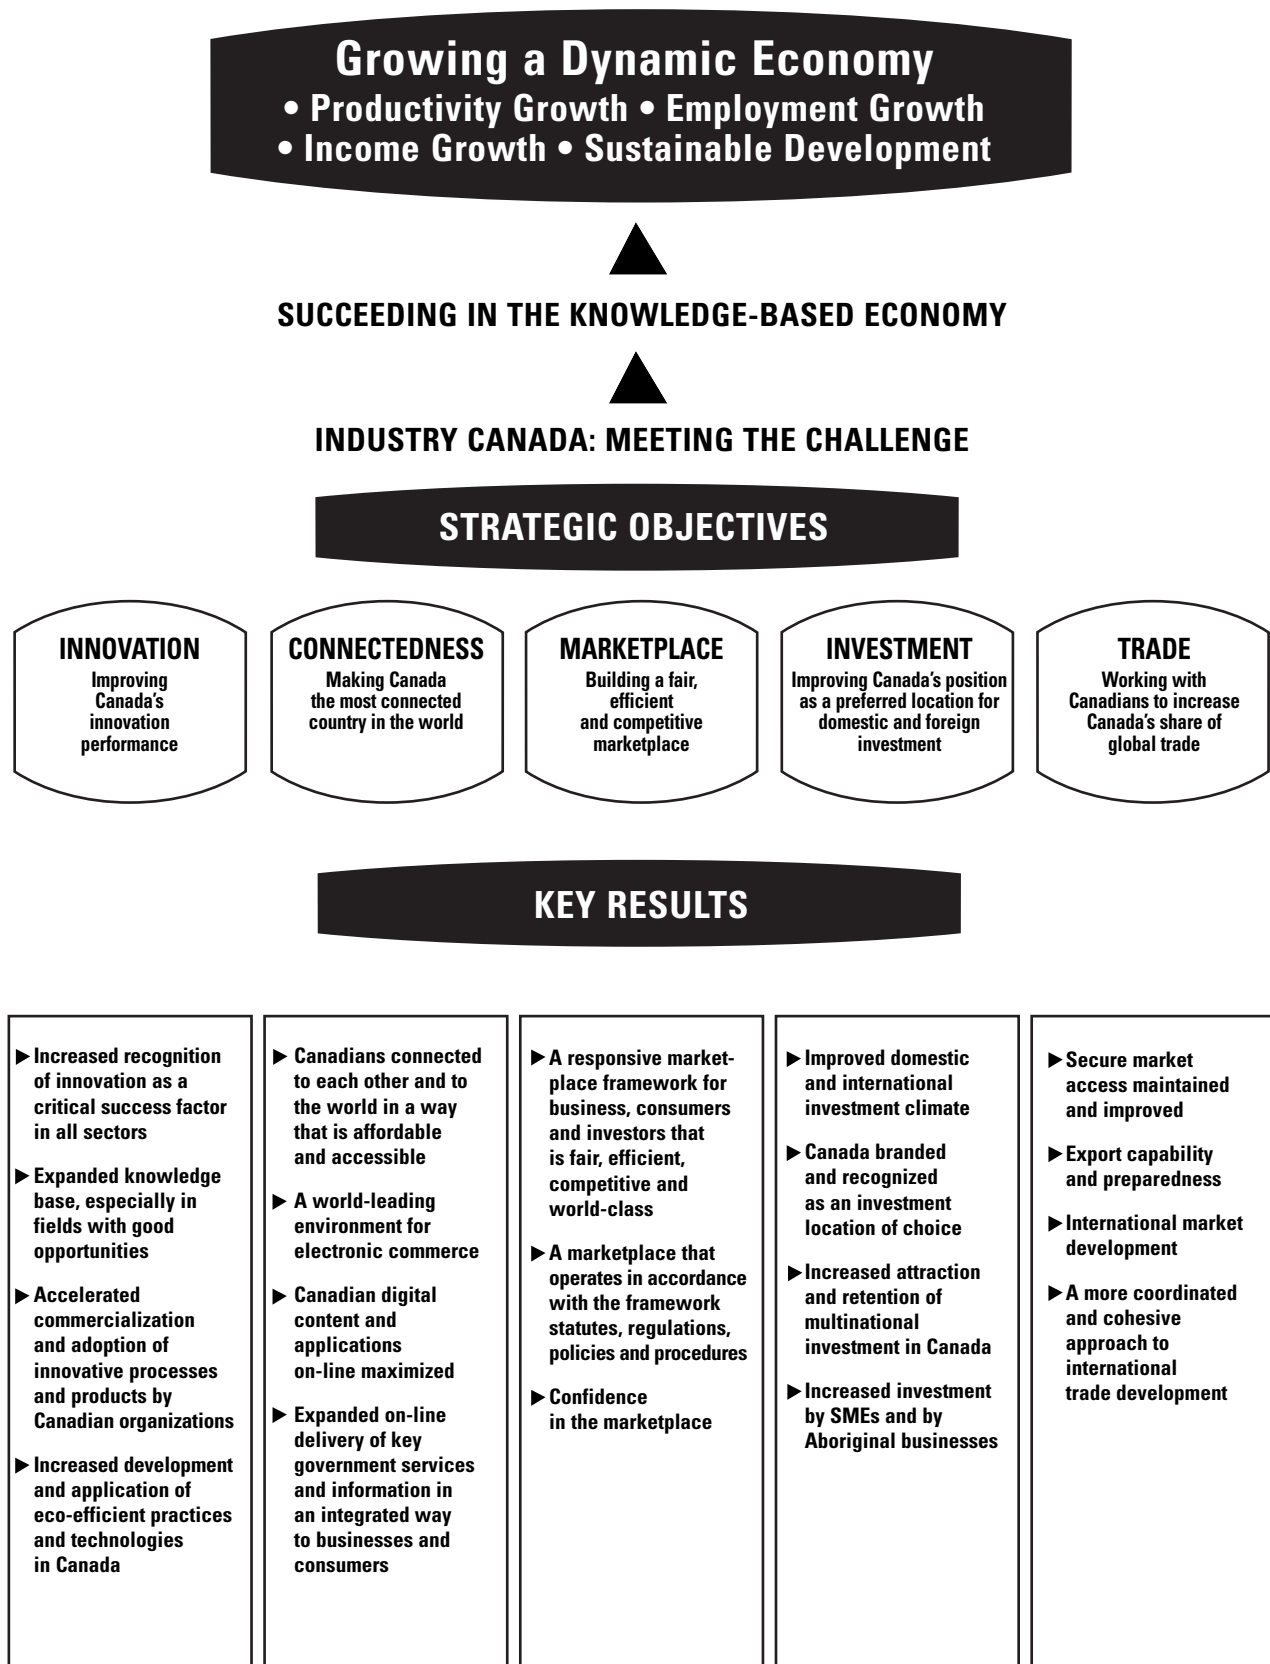 Growing a Dynamic Economy
• Productivity Growth • Employment Growth
• Income Growth • Sustainable Development
SUCCEEDING IN THE KNOWLEDGE-BASED ECONOMY
INDUSTRY CANADA: MEETING THE CHALLENGE
STRATEGIC OBJECTIVES
INNOVATION
Improving
Canada's
innovation
performance
CONNECTEDNESS
Making Canada
the most connected
country in the world
MARKETPLACE
Building a fair,
efficient
and competitive
marketplace
INVESTMENT
Improving Canada's position
as a preferred location for
domestic and foreign
investment
TRADE
Working with
Canadians to increase
Canada's share of
global trade
KEY RESULTS
▶ Increased recognition
of innovation as a
critical success factor
in all sectors
▶ Expanded knowledge
base, especially in
fields with good
opportunities
▶ Accelerated
commercialization
and adoption of
innovative processes
and products by
Canadian organizations
▶ Increased development
and application of
eco-efficient practices
and technologies
in Canada
▶ Canadians connected
to each other and to
the world in a way
that is affordable
and accessible
▶ A world-leading
environment for
electronic commerce
▶ Canadian digital
content and
applications
on-line maximized
▶ Expanded on-line
delivery of key
government services
and information in
an integrated way
to businesses and
consumers
▶ A responsive market-
place framework for
business, consumers
and investors that
is fair, efficient,
competitive and
world-class
▶ A marketplace that
operates in accordance
with the framework
statutes, regulations,
policies and procedures
▶ Confidence
in the marketplace
▶ Improved domestic
and international
investment climate
▶ Canada branded
and recognized
as an investment
location of choice
▶ Increased attraction
and retention of
multinational
investment in Canada
▶ Increased investment
by SMEs and by
Aboriginal businesses
▶ Secure market
access maintained
and improved
▶ Export capability
and preparedness
▶ International market
development
▶ A more coordinated
and cohesive
approach to
international
trade development